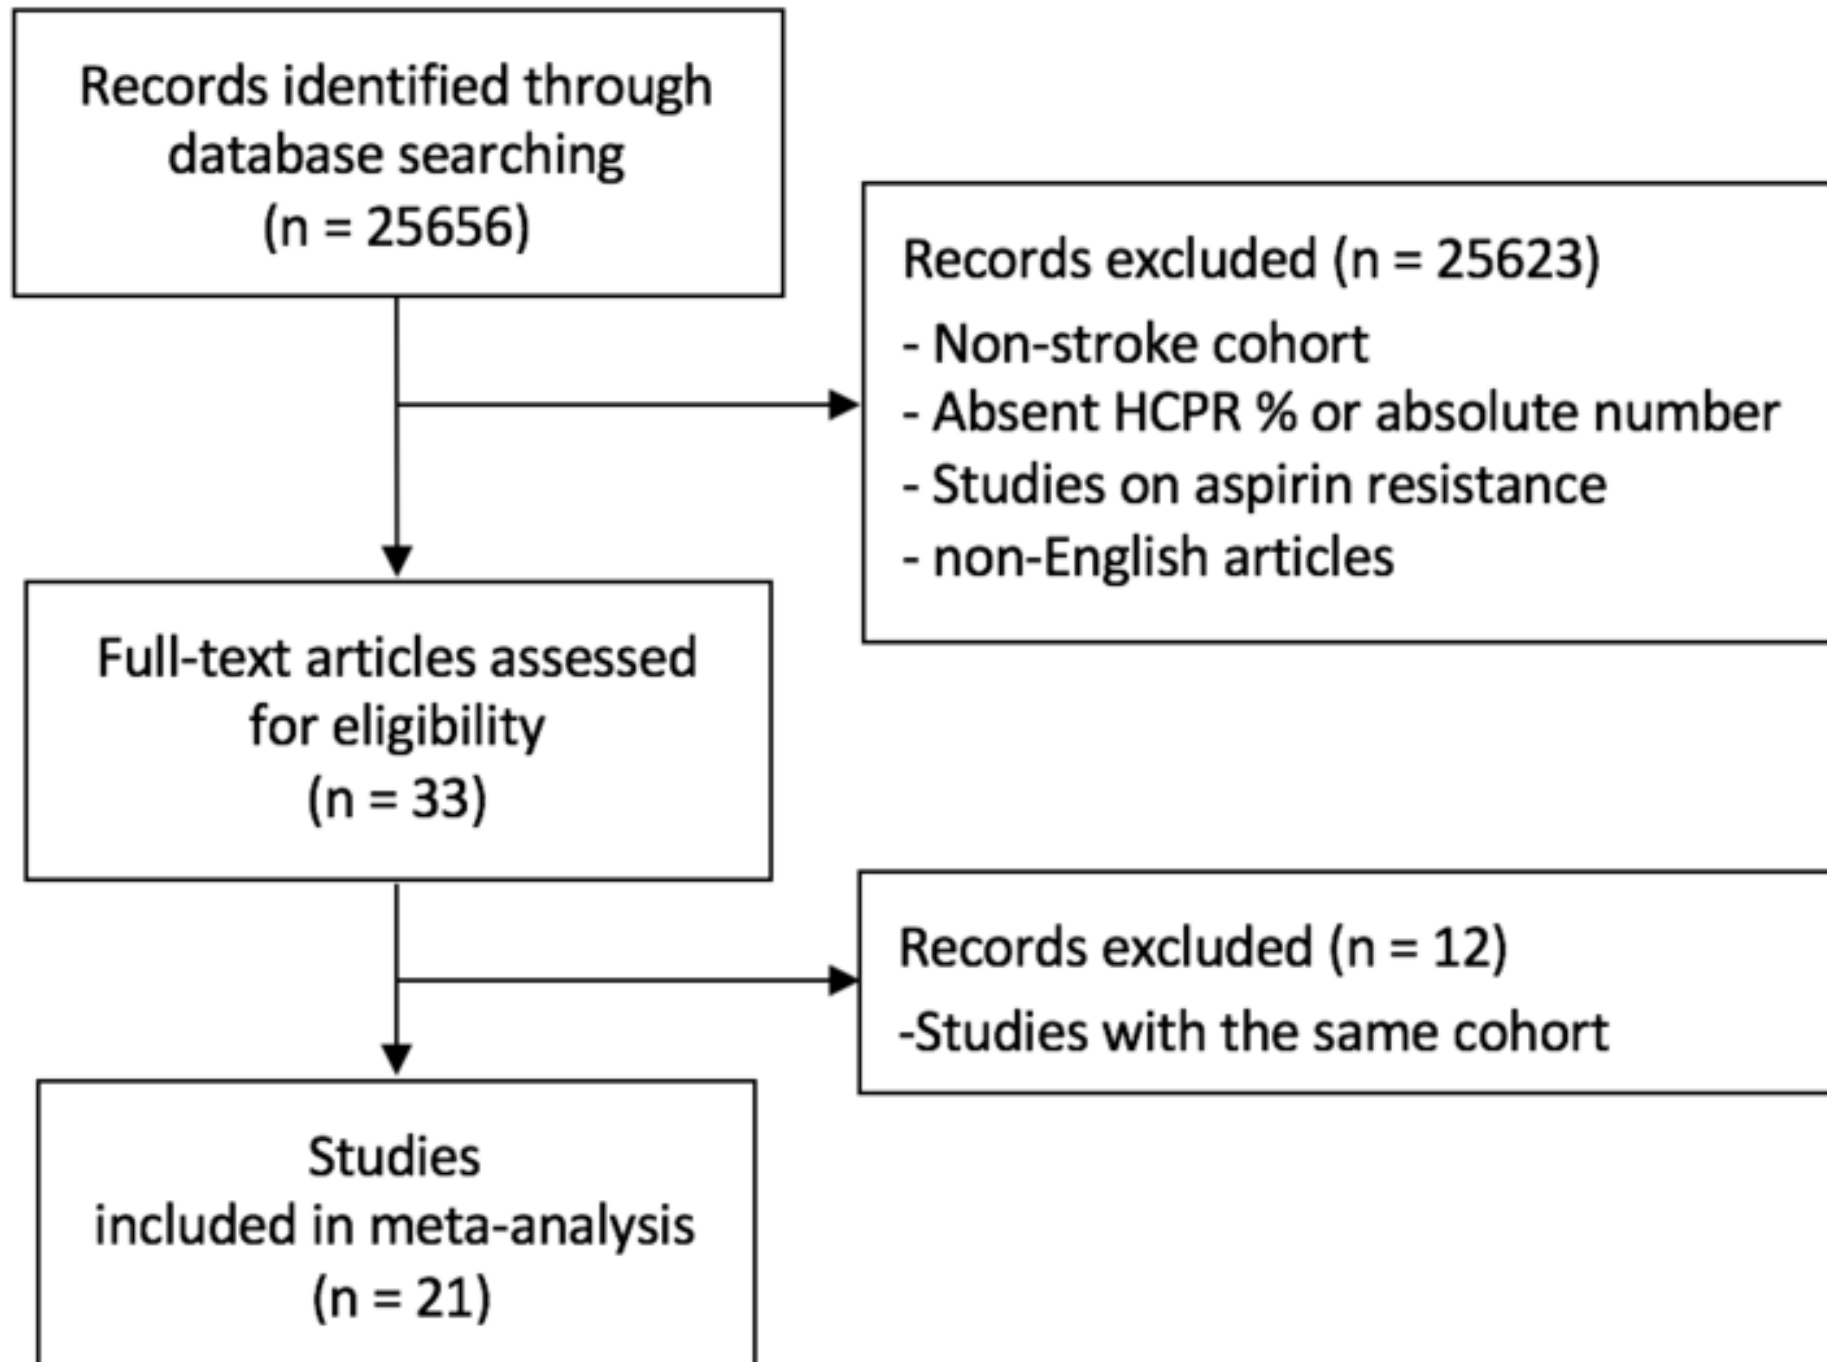 Records identified through
database searching
(n = 25656)
Records excluded (n = 25623)
- Non-stroke cohort
- Absent HCPR % or absolute number
- Studies on aspirin resistance
- non-English articles
Full-text articles assessed
for eligibility
(n = 33)
Records excluded (n = 12)
-Studies with the same cohort
Studies
included in meta-analysis
(n = 21)